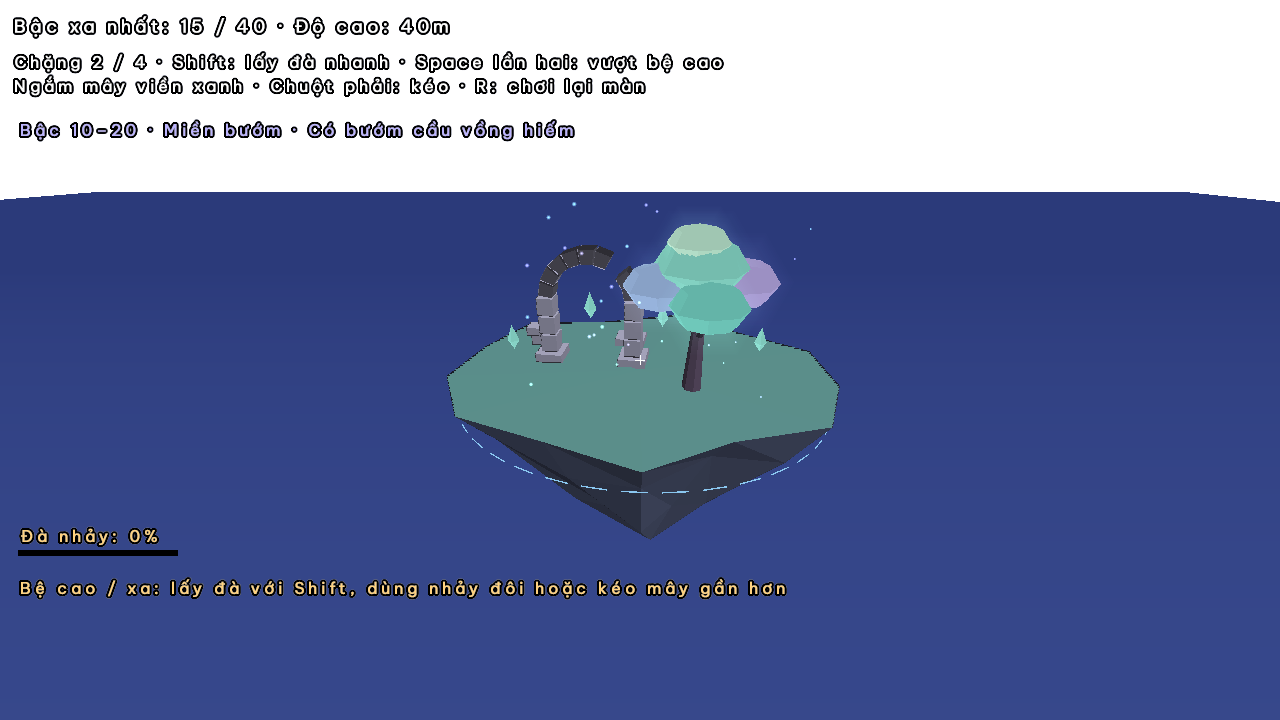 Bậc xa nhất: 15 / 40 • Độ cao: 40m
Chặng 2 / 4 • Shift: lấy đà nhanh • Space lần hai: vượt bệ cao
Ngắm mây viền xanh • Chuột phải: kéo • R: chơi lại màn
Bậc 10-20 • Miền bướm • Có bướm cầu vồng hiếm
Đà nhảy: 0%
Bệ cao / xa: lấy đà với Shift, dùng nhảy đôi hoặc kéo mây gần hơn